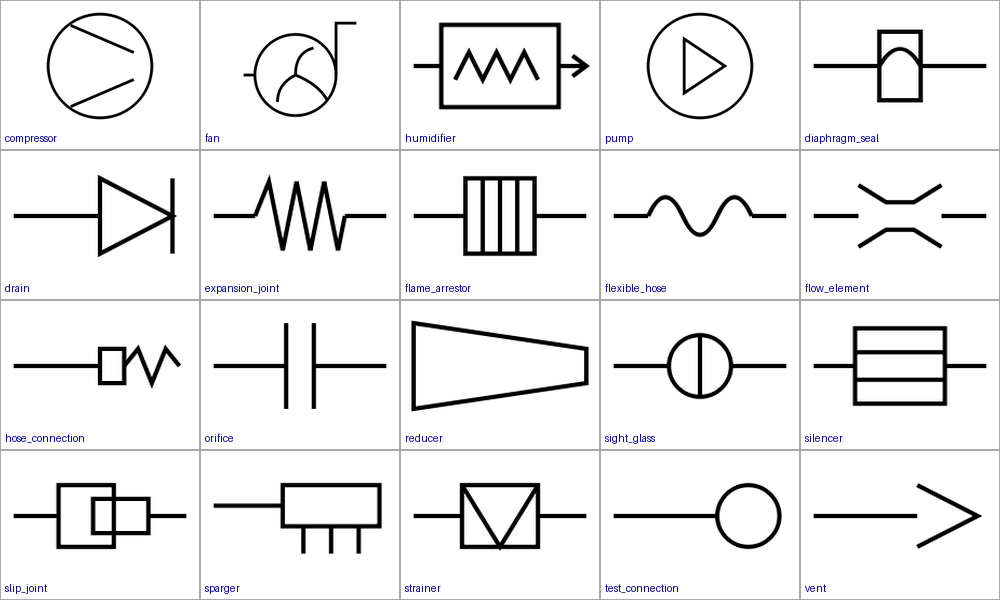 compressor
fan
humidifier
pump
diaphragm_seal
drain
expansion_joint
flame_arrestor
flexible_hose
flow_element
hose_connection
orifice
reducer
sight_glass
silencer
slip_joint
sparger
strainer
test_connection
vent